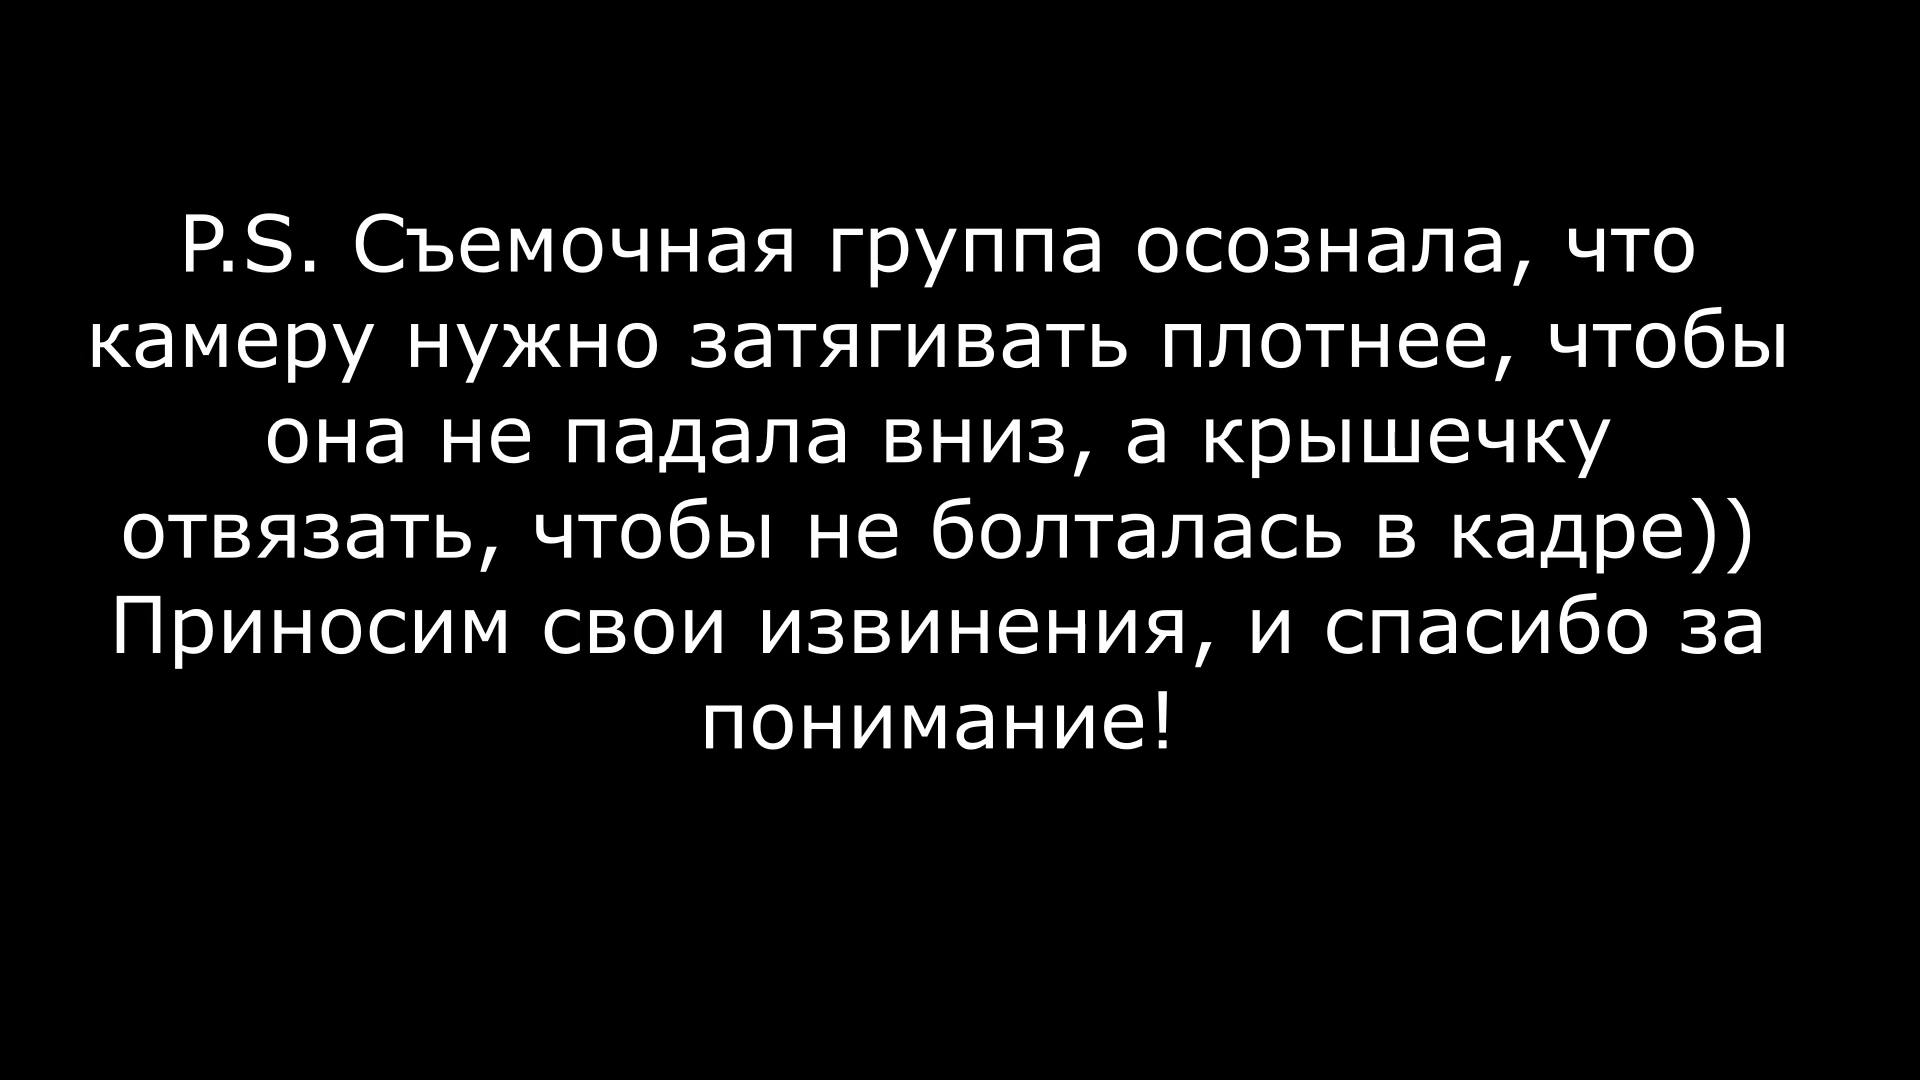 P.S. Съемочная группа осознала, что
камеру нужно затягивать плотнее, чтобы
она не падала вниз, а крышечку
отвязать, чтобы не болталась в кадре))
Приносим свои извинения, и спасибо за
понимание!